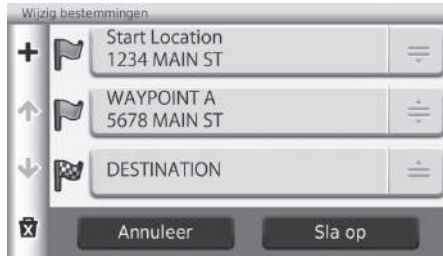 Wijzig bestemmingen
Start Location
1234 MAIN ST
WAYPOINT A
5678 MAIN ST
DESTINATION
Annuleer
Sla op